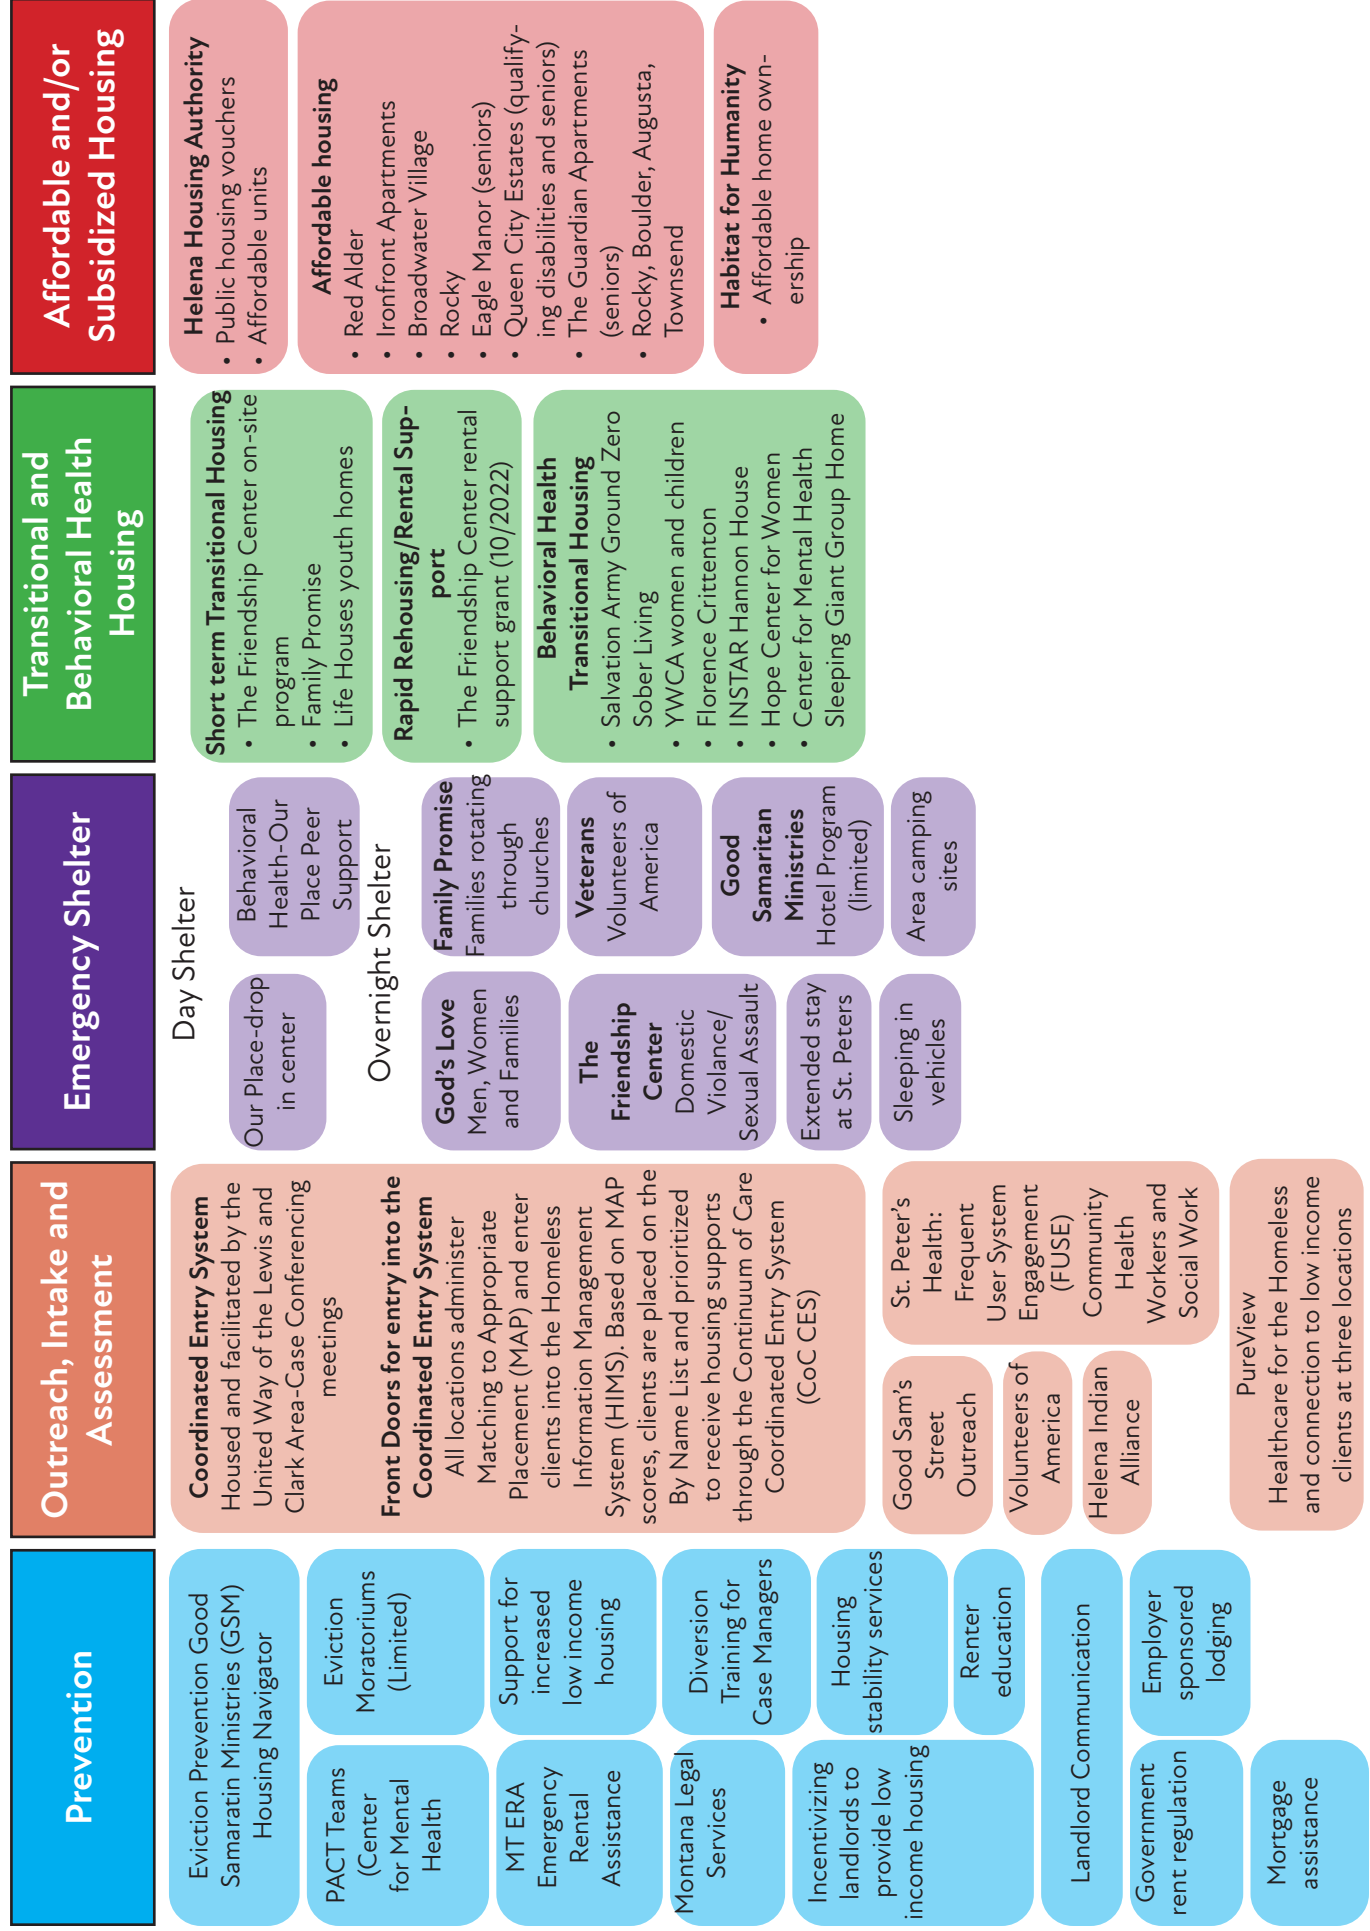 Prevention
Eviction Prevention Good
Samaratin Ministries (GSM)
Housing Navigator
PACT Teams
(Center
for Mental
Health
Eviction
Moratoriums
(Limited)
MT ERA
Emergency
Rental
Assistance
Support for
increased
low income
housing
Montana Legal
Services
Diversion
Training for
Case Managers
Incentivizing
landlords to
provide low
income housing
Housing
stability services
Renter
education
Landlord Communication
Government
rent regulation
Employer
sponsored
lodging
Mortgage
assistance
Outreach, Intake and
Assessment
Coordinated Entry System
Housed and facilitated by the
United Way of the Lewis and
Clark Area-Case Conferencing
meetings
Front Doors for entry into the
Coordinated Entry System
All locations administer
Matching to Appropriate
Placement (MAP) and enter
clients into the Homeless
Information Management
System (HIMS). Based on MAP
scores, clients are placed on the
By Name List and prioritized
to receive housing supports
through the Continuum of Care
Coordinated Entry System
(CoC CES)
Good Sam's
Street
Outreach
Volunteers of
America
Helena Indian
Alliance
St. Peter's
Health:
Frequent
User System
Engagement
(FUSE)
Community
Health
Workers and
Social Work
PureView
Healthcare for the Homeless
and connection to low income
clients at three locations
Emergency Shelter
Day Shelter
Our Place-drop
in center
Behavioral
Health-Our
Place Peer
Support
Overnight Shelter
God's Love
Men, Women
and Families
Family Promise
Families rotating
through
churches
The
Friendship
Center
Domestic
Violance/
Sexual Assault
Veterans
Volunteers of
America
Good
Samaritan
Ministries
Hotel Program
(limited)
Extended stay
at St. Peters
Sleeping in
vehicles
Area camping
sites
Transitional and
Behavioral Health
Housing
Short term Transitional Housing
• The Friendship Center on-site
program
• Family Promise
• Life Houses youth homes
Rapid Rehousing/Rental Sup-
port
• The Friendship Center rental
support grant (10/2022)
Behavioral Health
Transitional Housing
• Salvation Army Ground Zero
Sober Living
• YWCA women and children
• Florence Crittenton
• INSTAR Hannon House
• Hope Center for Women
• Center for Mental Health
Sleeping Giant Group Home
Affordable and/or
Subsidized Housing
Helena Housing Authority
• Public housing vouchers
• Affordable units
Affordable housing
• Red Alder
• Ironfront Apartments
• Broadwater Village
• Rocky
• Eagle Manor (seniors)
• Queen City Estates (qualify-
ing disabilities and seniors)
• The Guardian Apartments
(seniors)
• Rocky, Boulder, Augusta,
Townsend
Habitat for Humanity
• Affordable home own-
ership